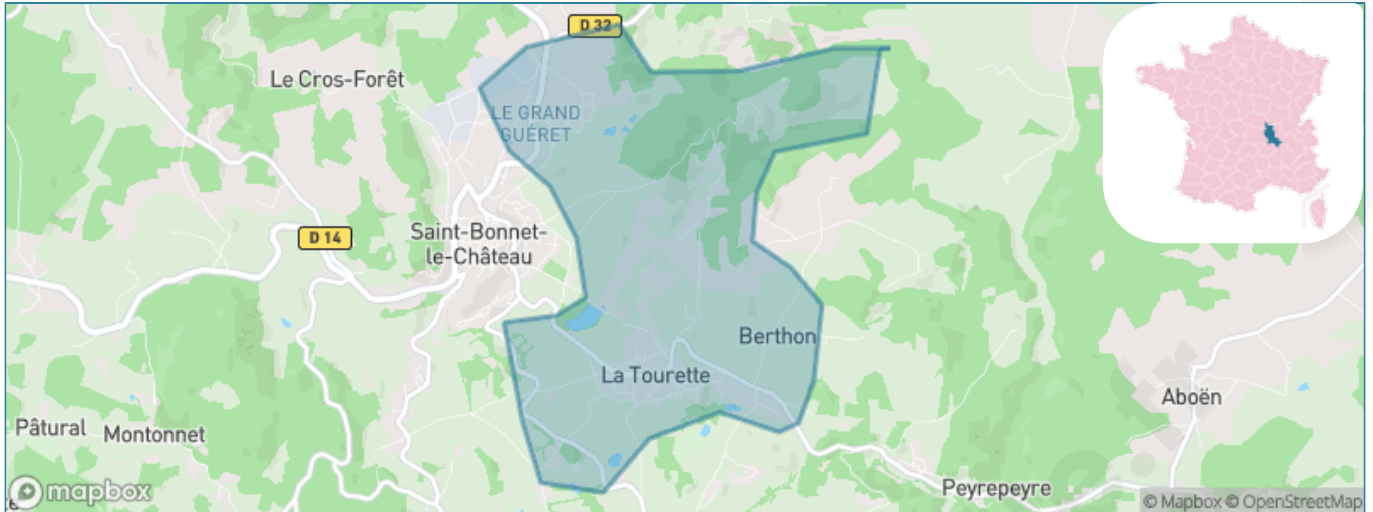 D 32
Le Cros-Forêt
LE GRAND
GUÉRET
Saint-Bonnet-
le-Château
D 14
Berthon
La Tourette
Aboën
Pâtural
Montonnet
Peyrepeyre
mapbox
© Mapbox © OpenStreetMap